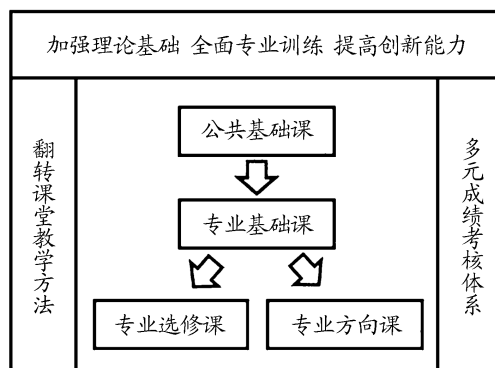 加强理论基础 全面专业训练 提高创新能力
翻转课堂教学方法
公共基础课
专业基础课
专业选修课
专业方向课
多元成绩考核体系